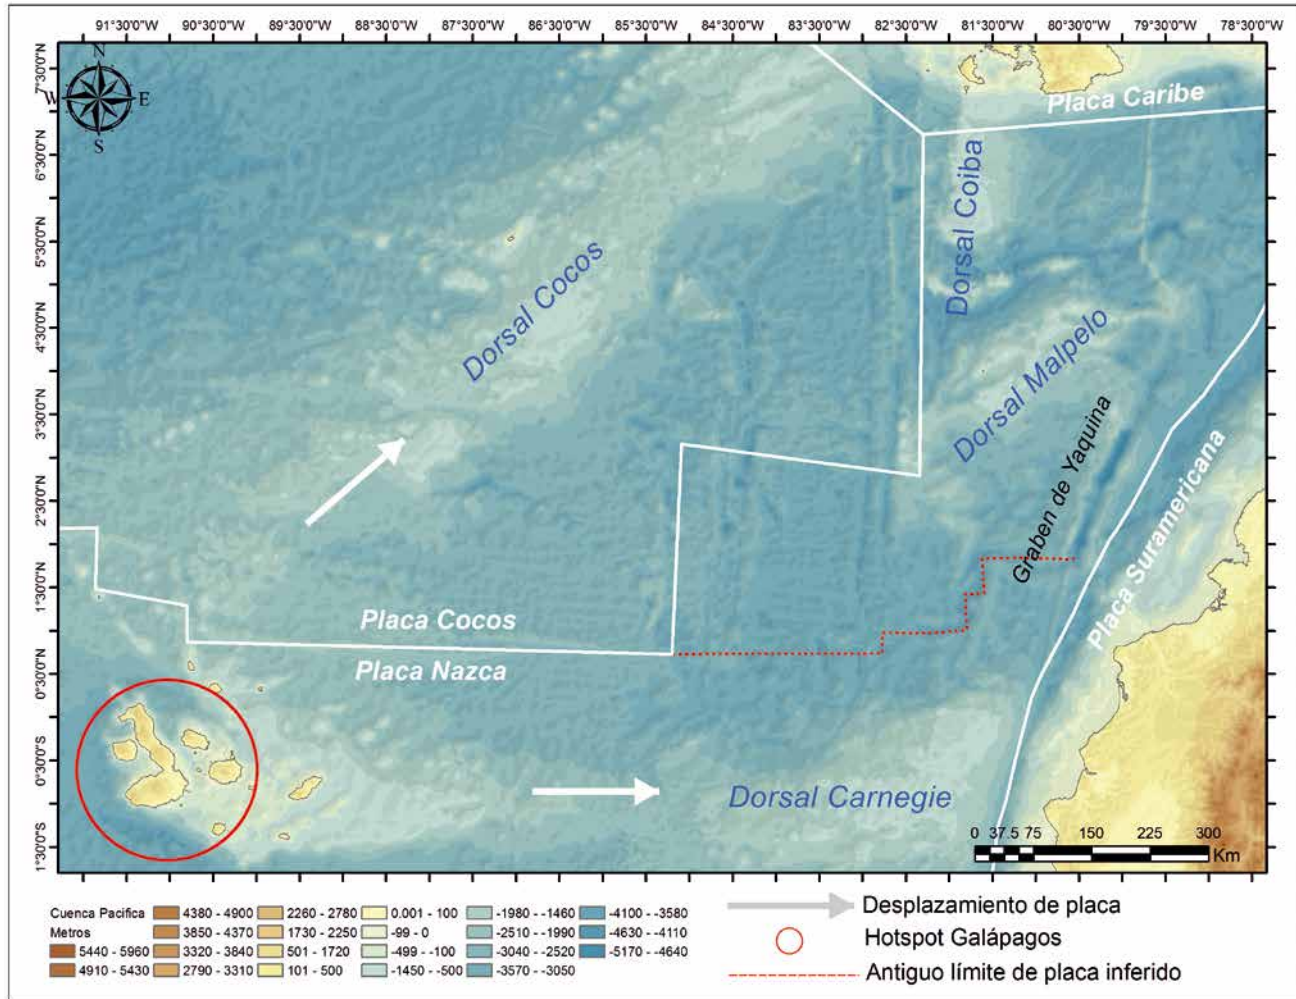 91°30'0"W 90°30'0"W 89°30'0"W 88°30'0"W 87°30'0"W 86°30'0"W 85°30'0"W 84°30'0"W 83°30'0"W 82°30'0"W 81°30'0"W 80°30'0"W 79°30'0"W 78°30'0"W
7°30'0"N
6°30'0"N
5°30'0"N
4°30'0"N
3°30'0"N
2°30'0"N
1°30'0"N
0°30'0"N
0°30'0"S
1°30'0"S
N
W E
S
Placa Caribe
Dorsal Coiba
Dorsal Cocos
Dorsal Malpelo
Graben de Yaquina
Placa Suramericana
Placa Cocos
Placa Nazca
Dorsal Carnegie
0 37.5 75 150 225 300
Km
Cuenca Pacifica
Metros
5440 - 5960
4910 - 5430
4380 - 4900
3850 - 4370
3320 - 3840
2790 - 3310
2260 - 2780
1730 - 2250
501 - 1720
101 - 500
0.001 - 100
-99 - 0
-499 - -100
-1450 - -500
-1980 - -1460
-2510 - -1990
-3040 - -2520
-3570 - -3050
-4100 - -3580
-4630 - -4110
-5170 - -4640
Desplazamiento de placa
Hotspot Galápagos
Antiguo límite de placa inferido